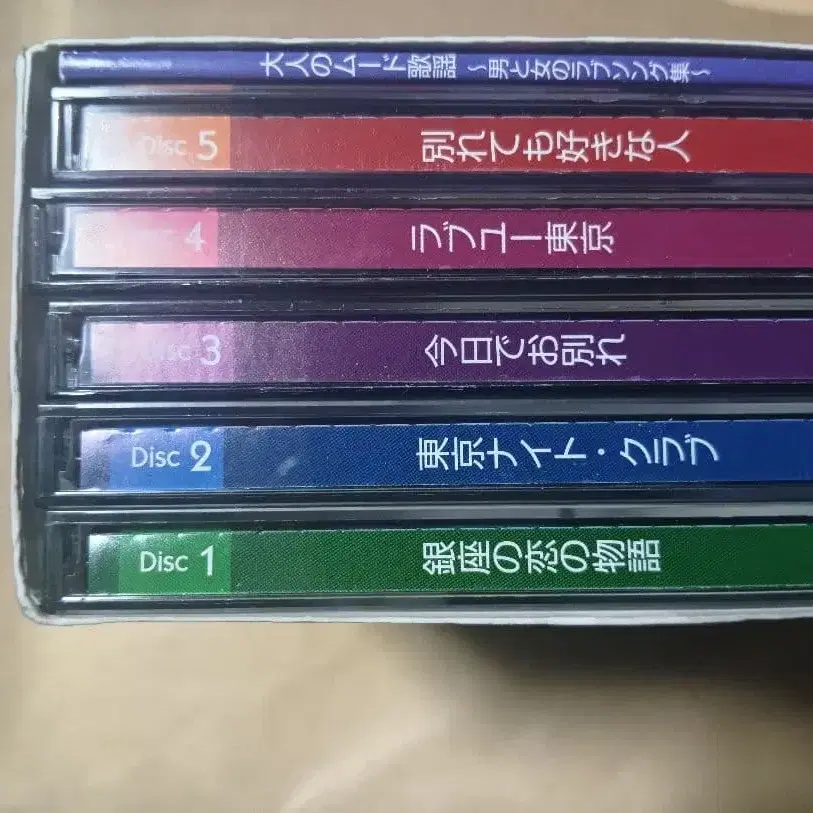 大人のムード歌謡 ～男と女のラブソング集～
Disc 5 別れても好きな人
Disc 4 ラブユー東京
Disc 3 今日でお別れ
Disc 2 東京ナイト・クラブ
Disc 1 銀座の恋の物語